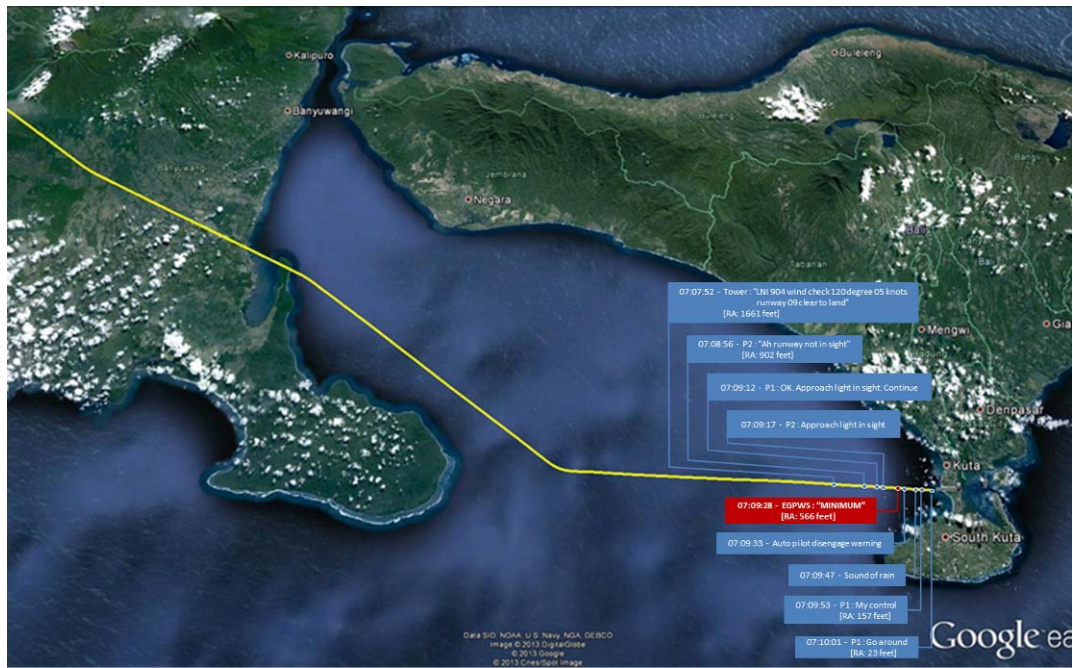 Kalipuro
Buleleng
Banyuwangi
Buleleng
Bangli
Banyuwangi
Jembrana
Negara
Bali
Bali
Tabanan
07:07:52 - Tower : "LNI 904 wind check 120 degree 05 knots
runway 09 clear to land"
[RA: 1661 feet]
Mengwi
Gia
07:08:56 - P2 : "Ah runway not in sight"
[RA: 902 feet]
07:09:12 - P1 : OK. Approach light in sight. Continue
Denpasar
07:09:17 - P2 : Approach light in sight
Kuta
07:09:28 - EGPWS : "MINIMUM"
[RA: 566 feet]
South Kuta
07:09:33 - Auto pilot disengage warning
07:09:47 - Sound of rain
07:09:53 - P1 : My control
[RA: 157 feet]
07:10:01 - P1 : Go around
[RA: 23 feet]
Google ea
Data SIO, NOAA, U.S. Navy, NGA, GEBCO
Image © 2013 DigitalGlobe
© 2013 Google
© 2013 Cnes/Spot Image